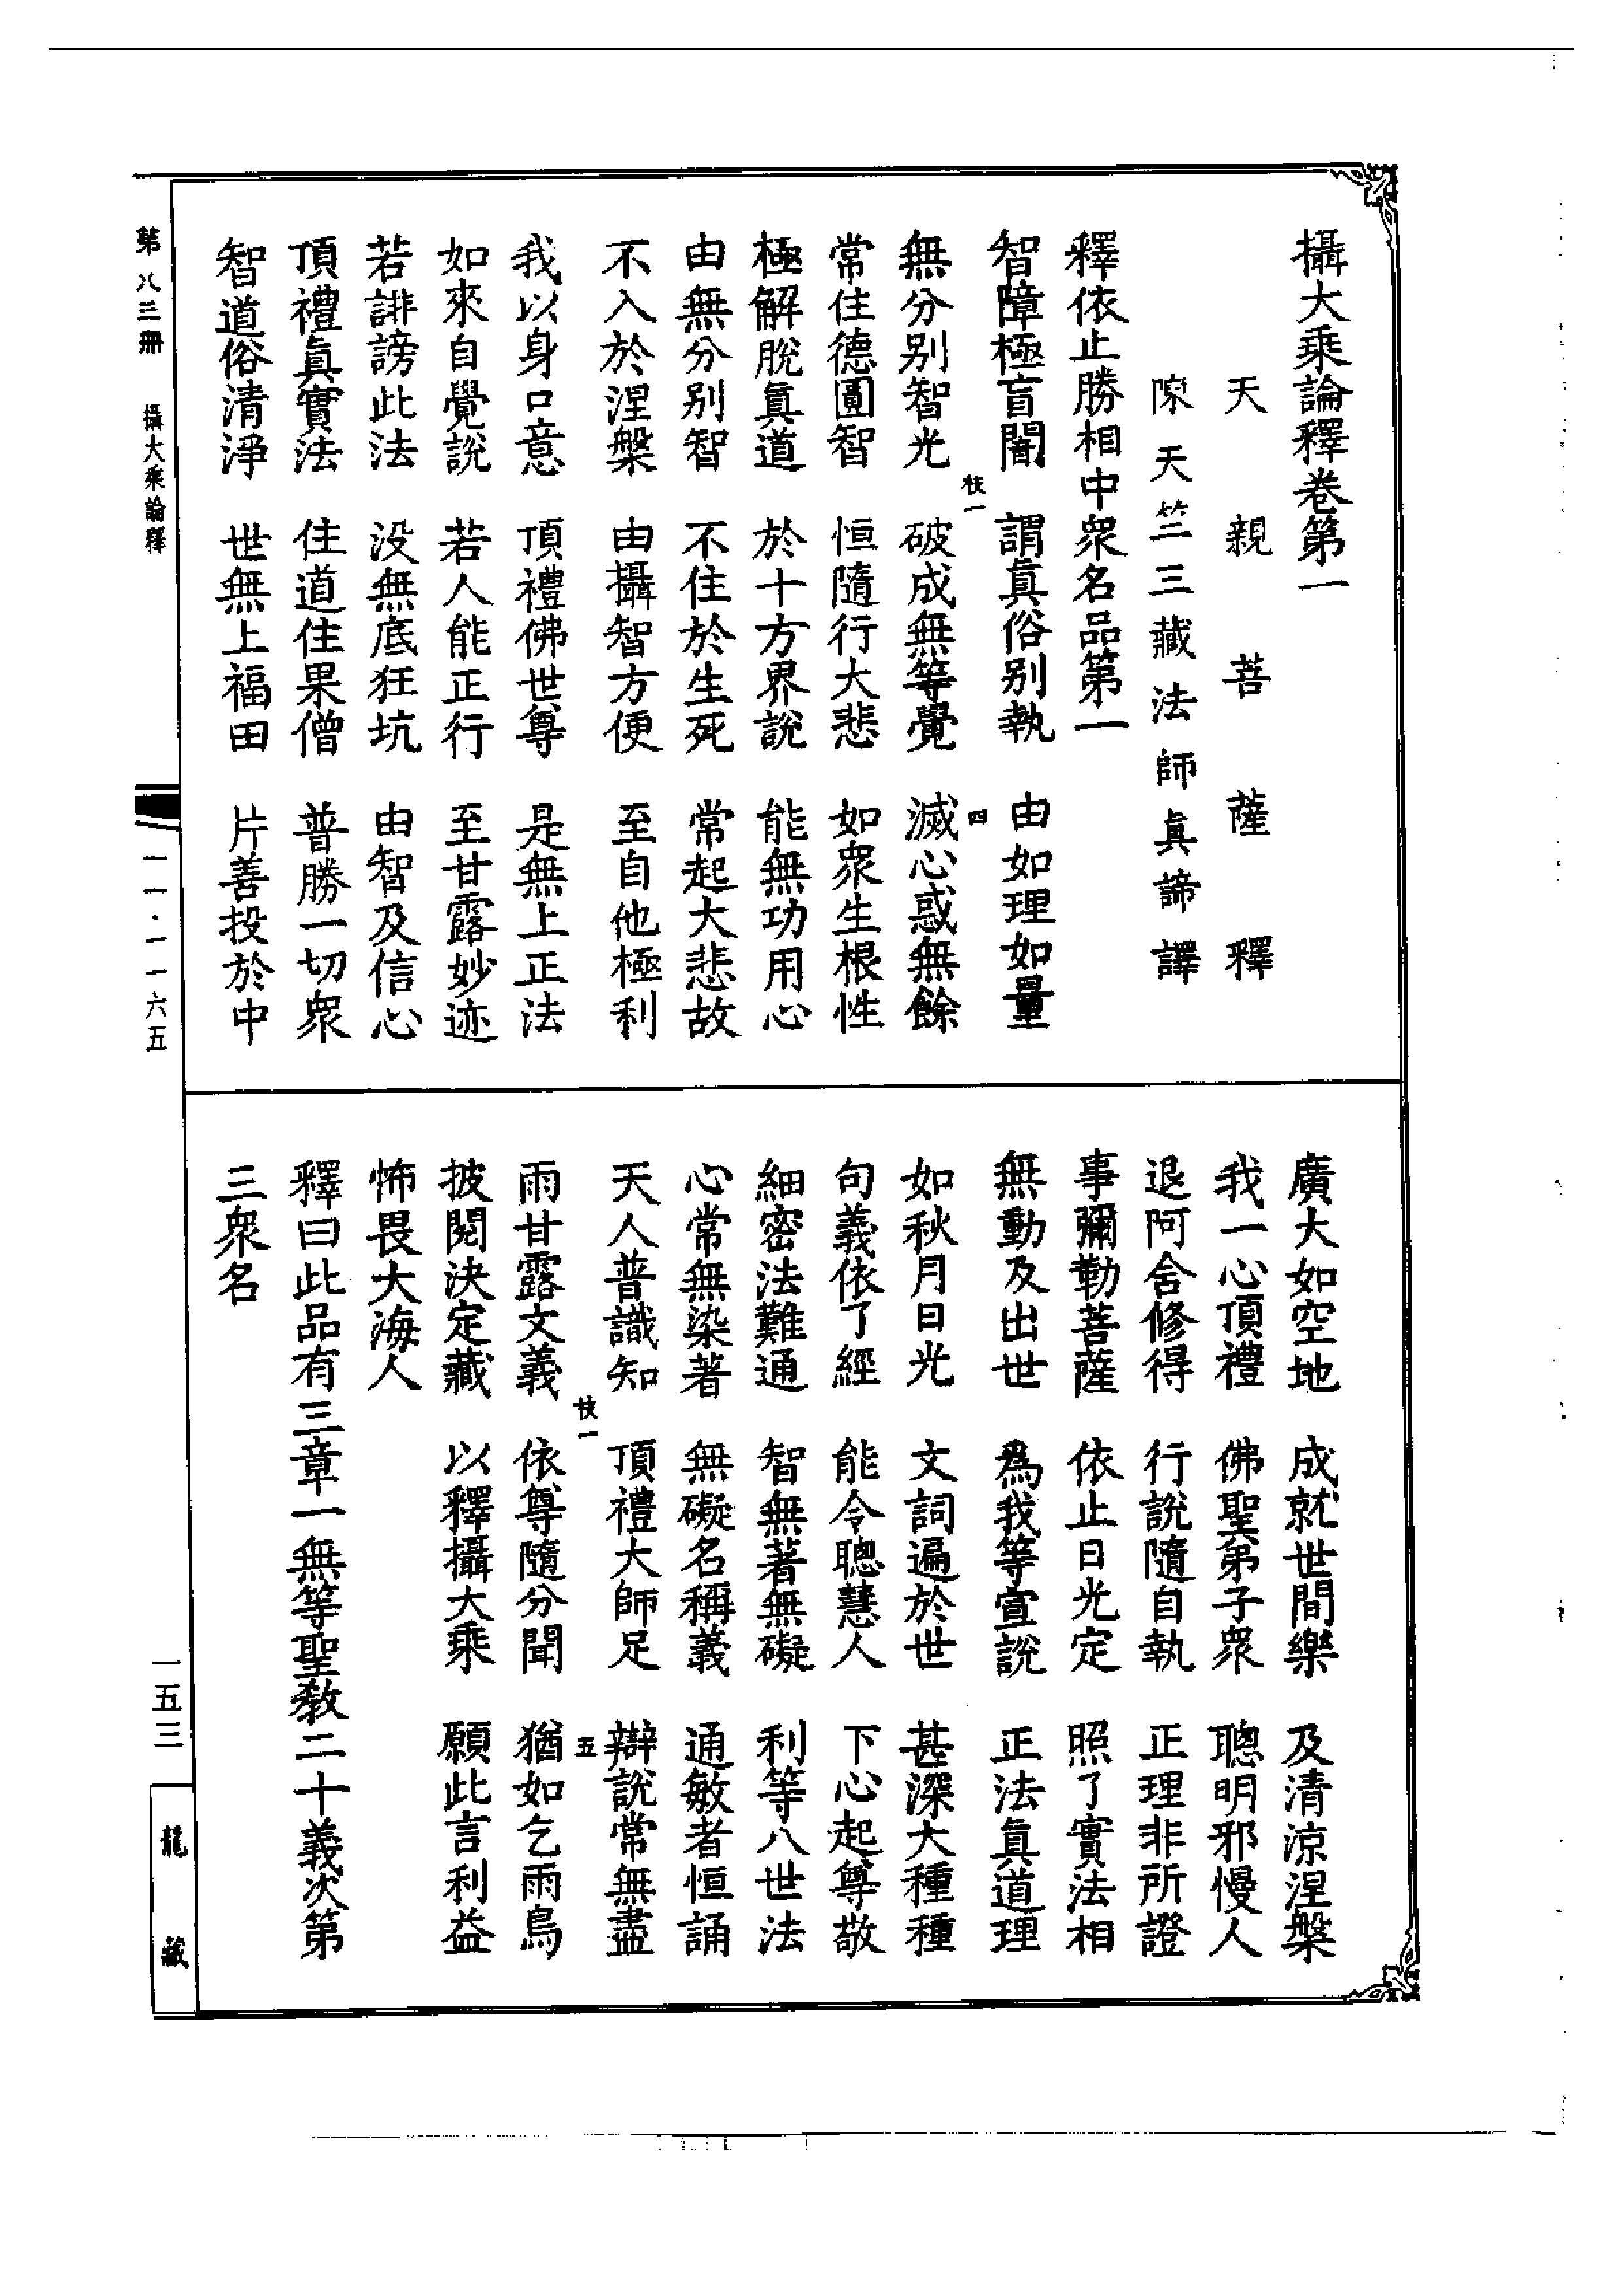 攝大乘論釋卷第一
天親菩薩釋
陳天竺三藏法師眞諦譯
釋依止勝相中衆名品第一
智障極盲闇　謂眞俗別執　由如理如量
無分別智光　破成無等覺　滅心惑無餘
常住德圓智　恒隨行大悲　如衆生根性
極解脫眞道　於十方界說　能無功用心
由無分別智　不住於生死　常起大悲故
不入於涅槃　由攝智方便　至自他極利
我以身口意　頂禮佛世尊　是無上正法
如來自覺說　若人能正行　至甘露妙迹
若誹謗此法　没無底狂坑　由智及信心
頂禮眞實法　住道住果僧　普勝一切衆
智道俗清淨　世無上福田　片善投於中
枝一
四
廣大如空地　成就世間樂　及清涼涅槃
我一心頂禮　佛聖弟子衆　聰明邪慢人
退阿含修得　行說隨自執　正理非所證
事彌勒菩薩　依止日光定　照了實法相
無動及出世　爲我等宣說　正法眞道理
如秋月日光　文詞遍於世　甚深大種種
句義依了經　能令聰慧人　下心起尊敬
細密法難通　智無著無礙　利等八世法
心常無染著　無礙名稱義　通敏者恒誦
天人普識知　頂禮大師足　辯說常無盡
雨甘露文義　依尊隨分聞　猶如乞雨鳥
披閱決定藏　以釋攝大乘　願此言利益
怖畏大海人
釋曰此品有三章一無等聖教二十義次第
三衆名
枝一
五
第八三冊　攝大乘論釋
一一·一一六五
一五三
龍藏